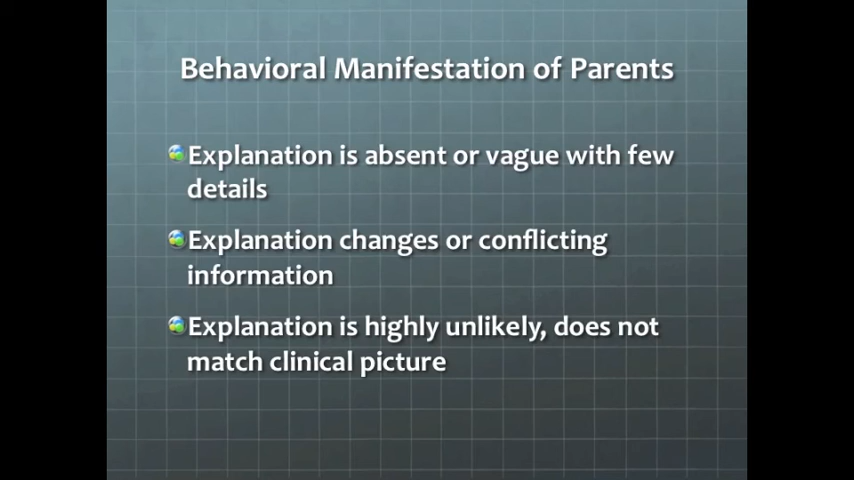 Behavioral Manifestation of Parents
Explanation is absent or vague with few
details
Explanation changes or conflicting
information
Explanation is highly unlikely, does not
match clinical picture